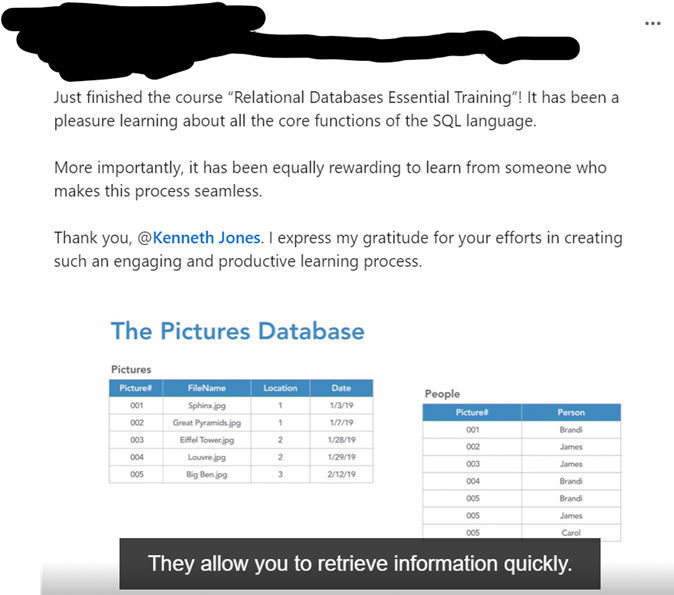 Just finished the course “Relational Databases Essential Training”! It has been a
pleasure learning about all the core functions of the SQL language.
More importantly, it has been equally rewarding to learn from someone who
makes this process seamless.
Thank you, @Kenneth Jones. I express my gratitude for your efforts in creating
such an engaging and productive learning process.
The Pictures Database
Pictures
Picture# FileName Location Date
001 Sphinx.jpg 1 1/3/19
002 Great Pyramids.jpg 1 1/7/19
003 Eiffel Tower.jpg 2 1/28/19
004 Louvre.jpg 2 1/29/19
005 Big Ben.jpg 3 2/12/19
People
Picture# Person
001 Brandi
002 James
003 James
004 Brandi
005 Brandi
005 James
005 Carol
They allow you to retrieve information quickly.